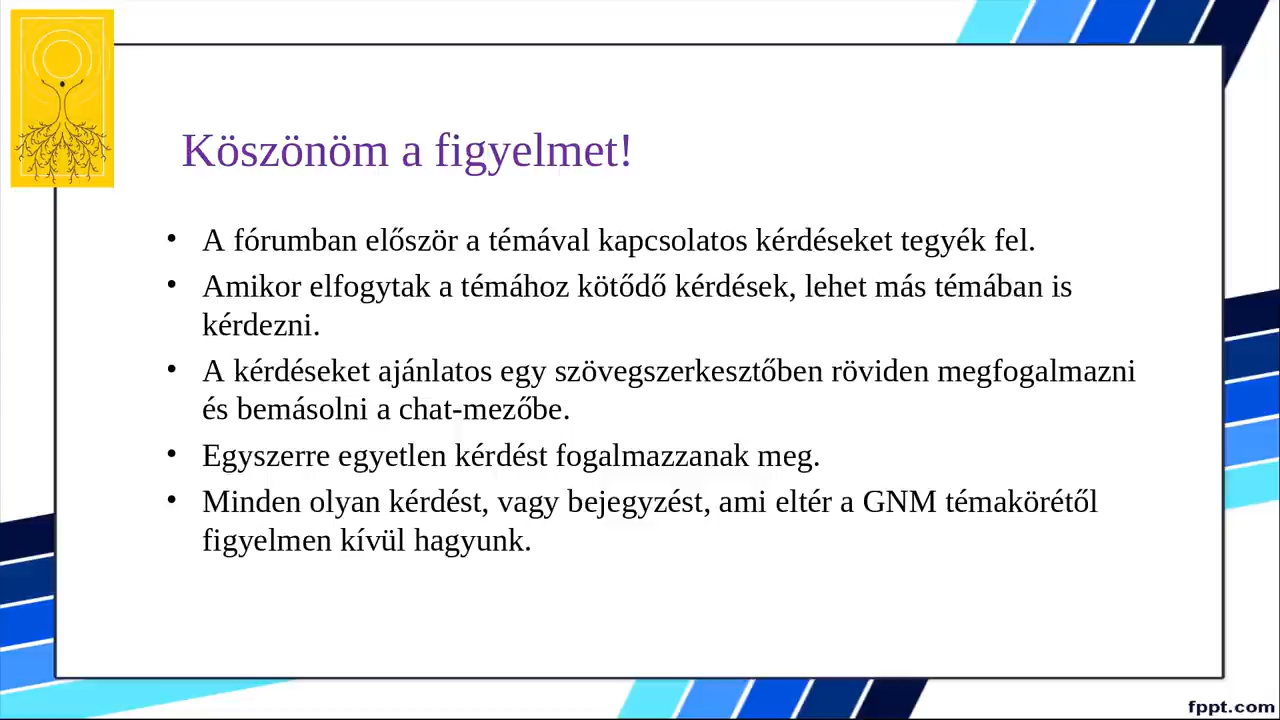 Köszönöm a figyelmet!
• A fórumban először a témával kapcsolatos kérdéseket tegyék fel.
• Amikor elfogytak a témához kötődő kérdések, lehet más témában is
kérdezni.
• A kérdéseket ajánlatos egy szövegszerkesztőben röviden megfogalmazni
és bemásolni a chat-mezőbe.
• Egyszerre egyetlen kérdést fogalmazzanak meg.
• Minden olyan kérdést, vagy bejegyzést, ami eltér a GNM témakörétől
figyelmen kívül hagyunk.
fppt.com